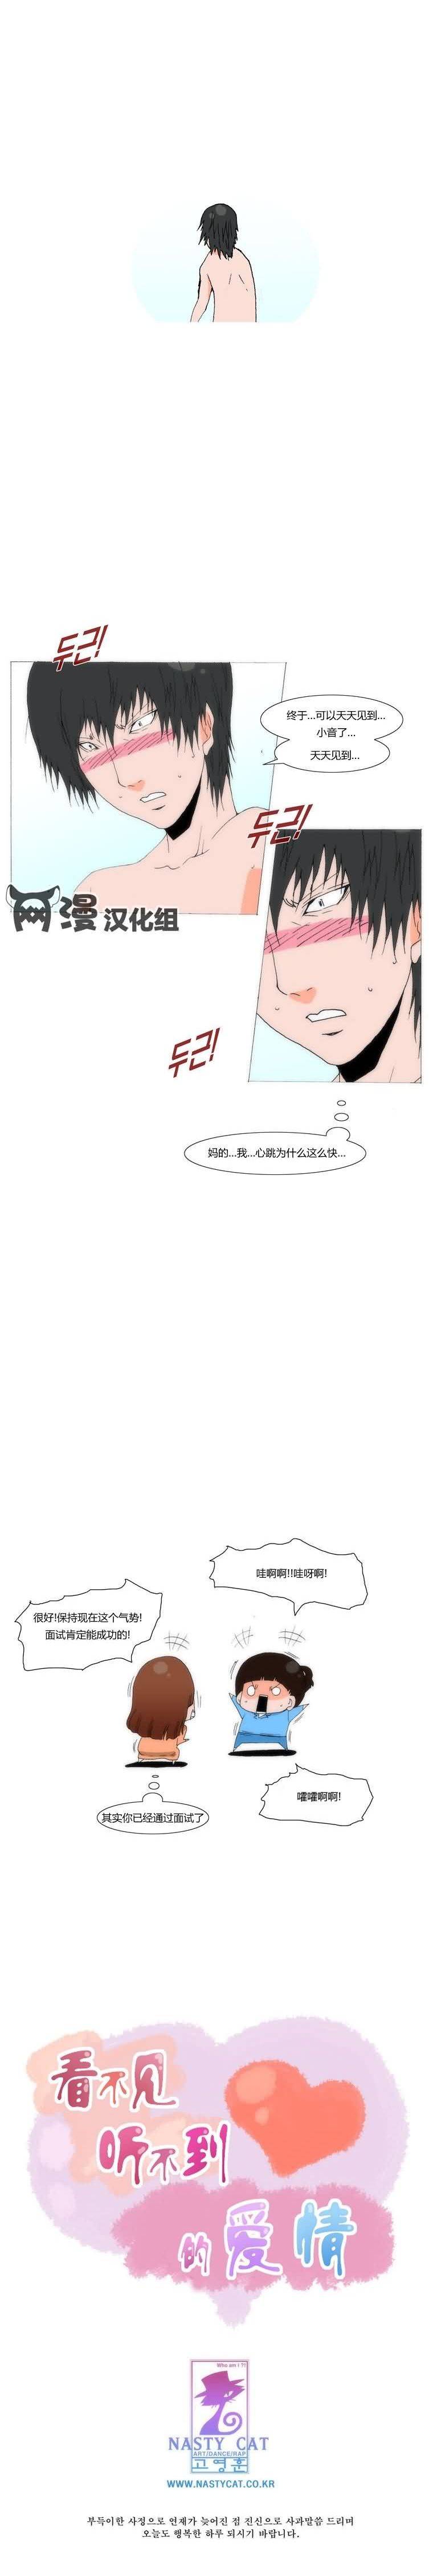 두근!
终于...可以天天见到...
小音了...
天天见到...
두근!
漫 汉化组
두근!
妈的...我...心跳为什么这么快...
哇啊啊!!哇呀啊!
很好!保持现在这个气势!
面试肯定能成功的!
嚯嚯啊啊!
其实你已经通过面试了
看不见
听不到
的爱情
Who am I ??
NASTY CAT
ART/DANCE/RAP
고영훈
WWW.NASTYCAT.CO.KR
부득이한 사정으로 연재가 늦어진 점 진심으로 사과말씀 드리며
오늘도 행복한 하루 되시기 바랍니다.